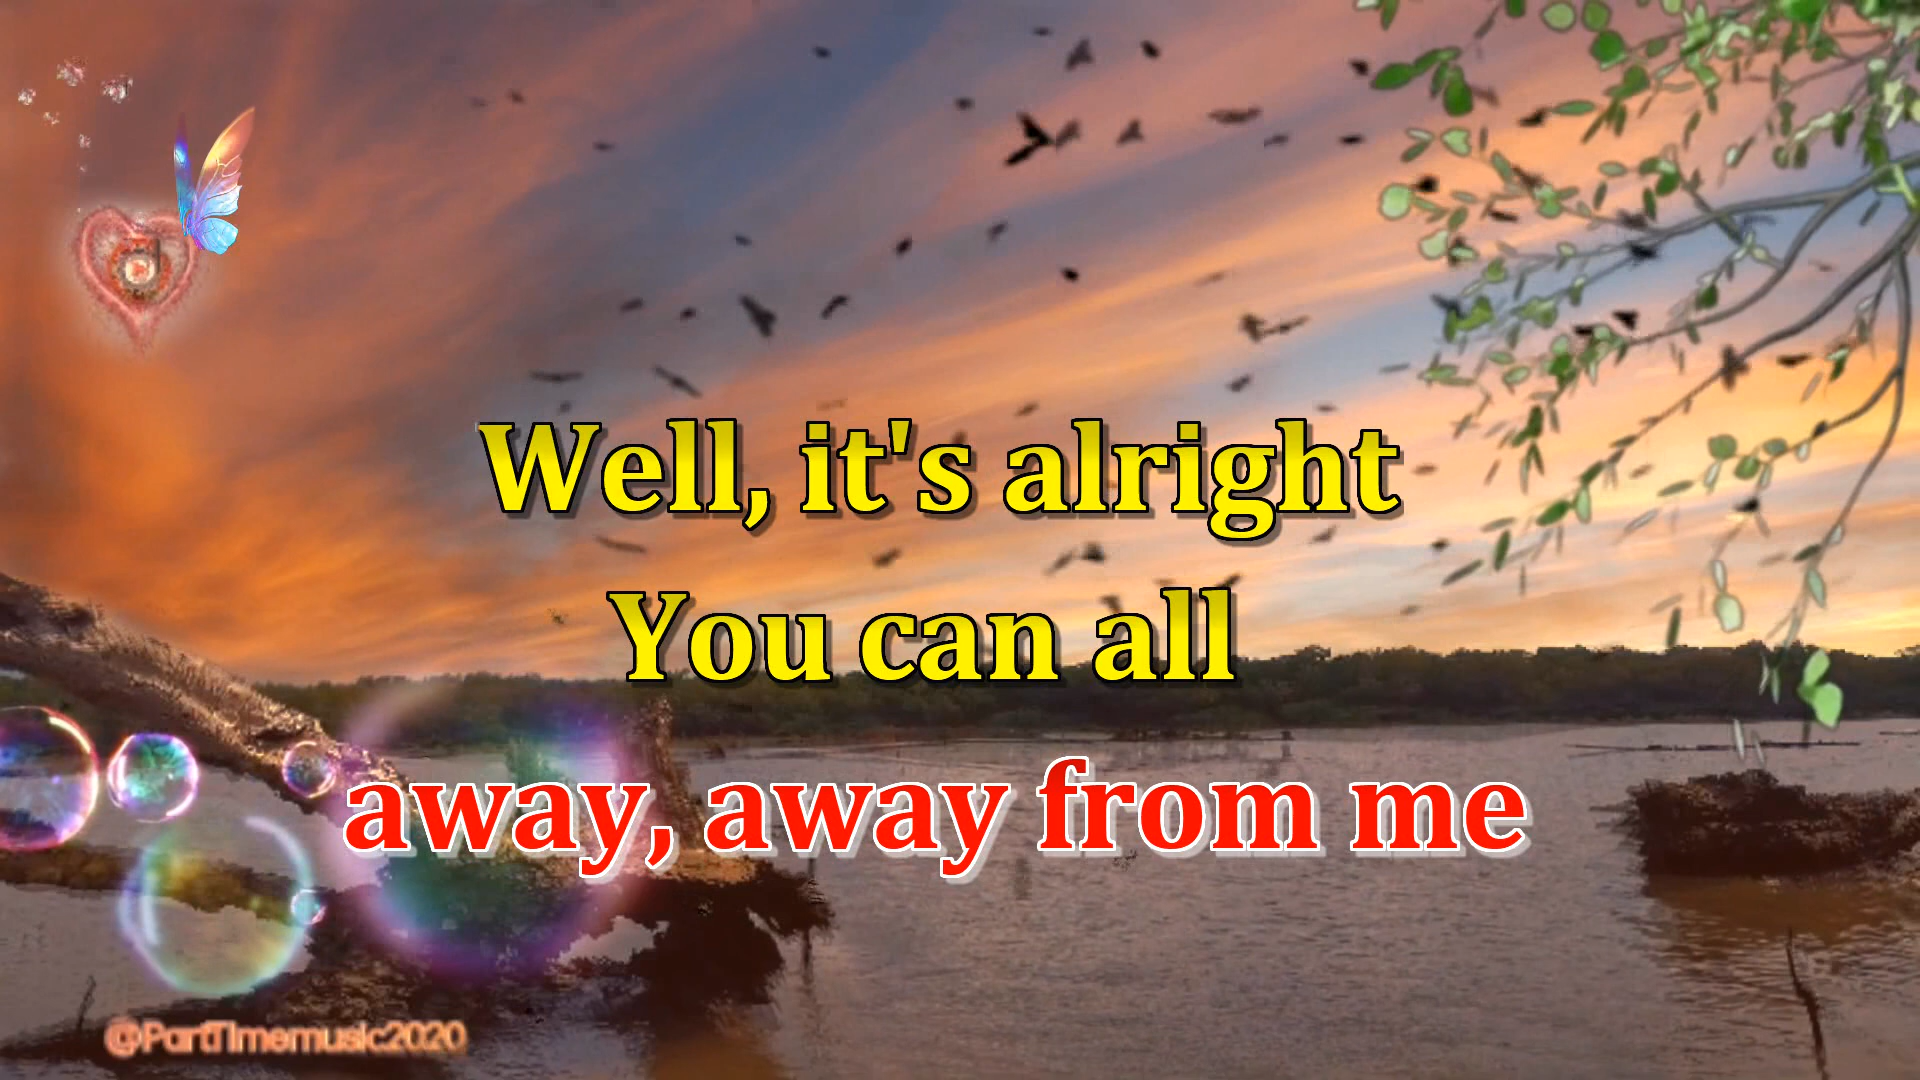 Well, it's alright
You can all
away, away from me
@PartTimemusic2020